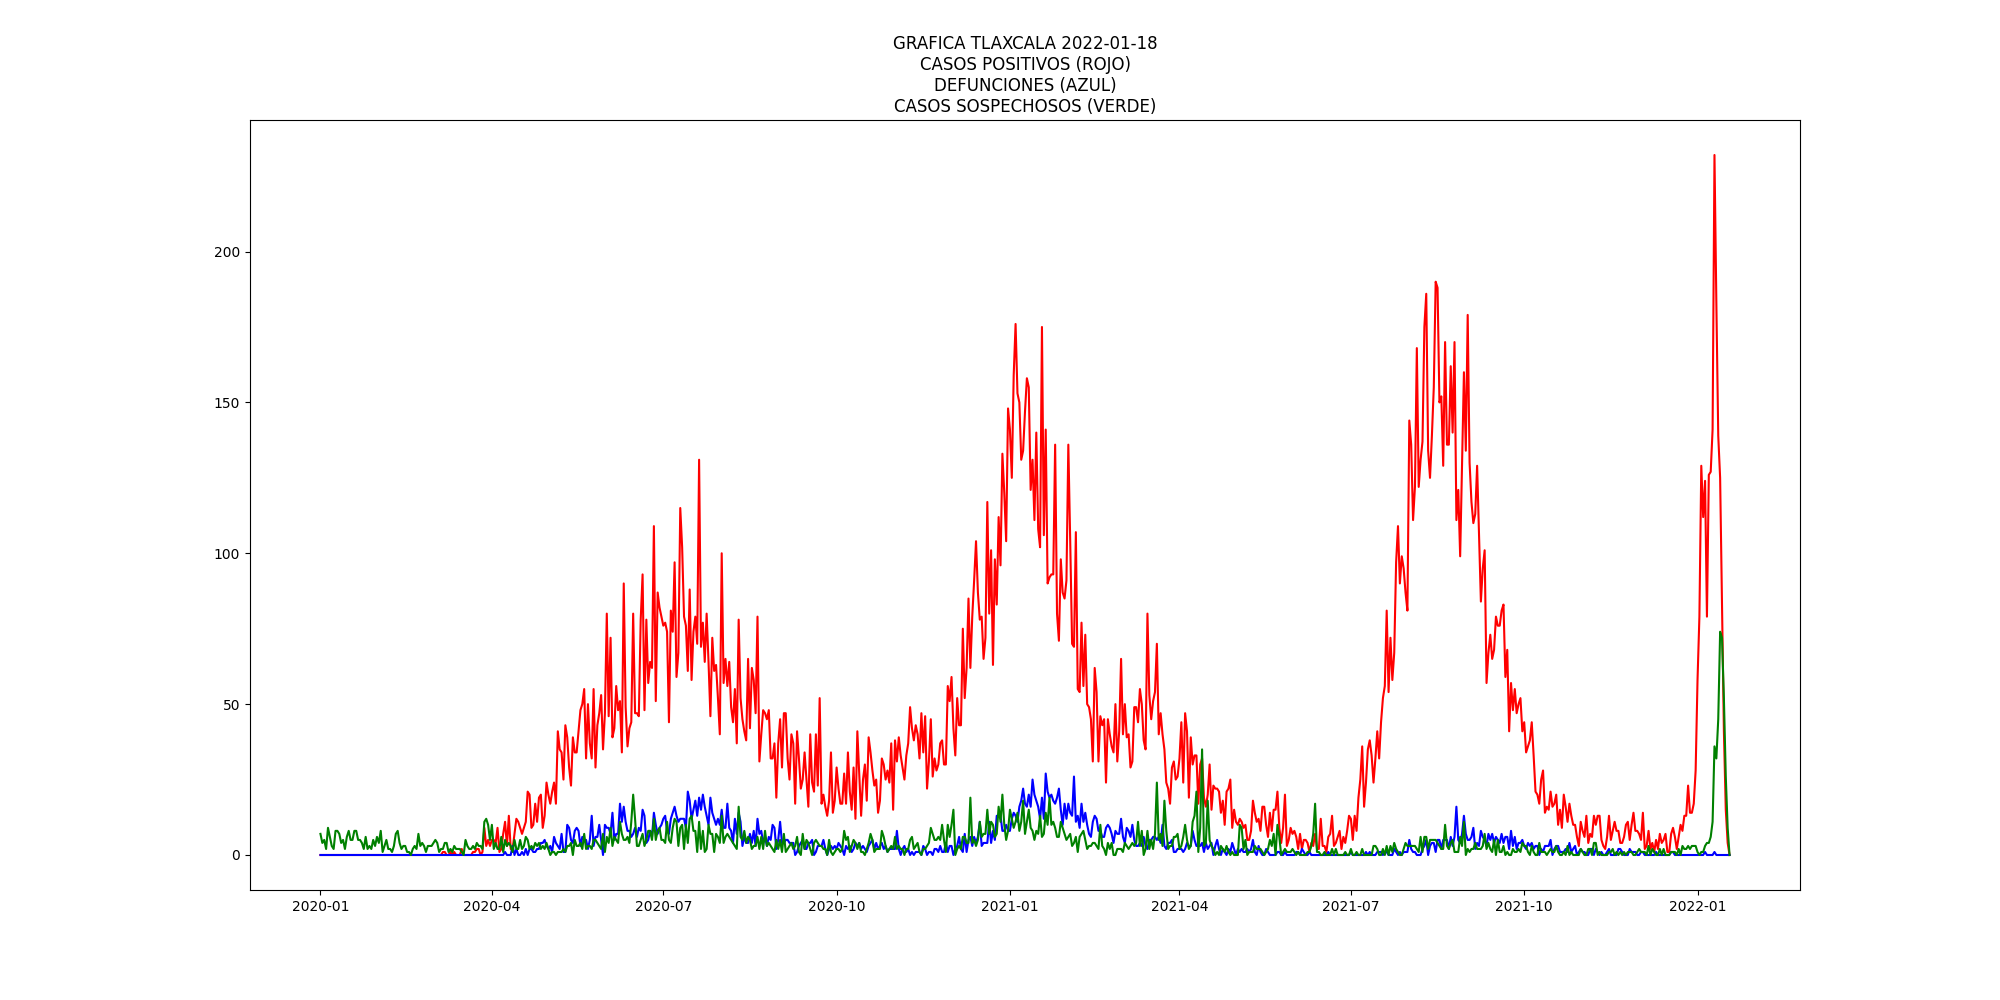 GRAFICA TLAXCALA 2022-01-18
CASOS POSITIVOS (ROJO)
DEFUNCIONES (AZUL)
CASOS SOSPECHOSOS (VERDE)
200
150
100
50
0
2020-01 2020-04 2020-07 2020-10 2021-01 2021-04 2021-07 2021-10 2022-01